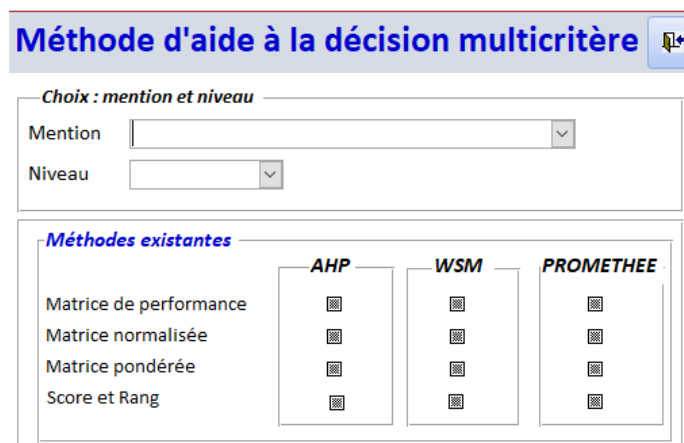 Méthode d'aide à la décision multicritère
Choix : mention et niveau
Mention
Niveau
Méthodes existantes
AHP WSM PROMETHEE
Matrice de performance
Matrice normalisée
Matrice pondérée
Score et Rang